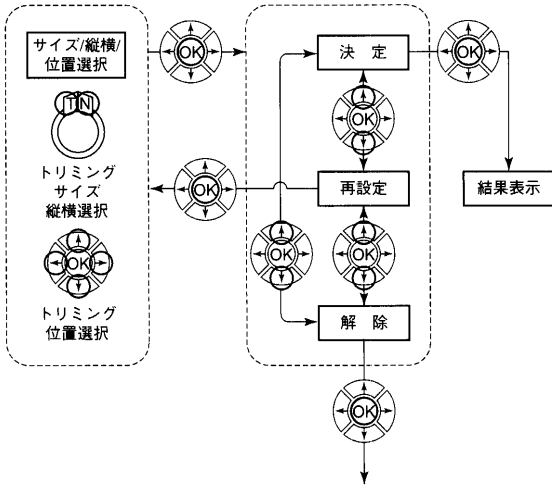 サイズ/縦横/
位置選択
OK
決　定
OK
T N
OK
トリミング
サイズ
縦横選択
OK
再設定
結果表示
OK
OK
OK
トリミング
位置選択
解　除
OK